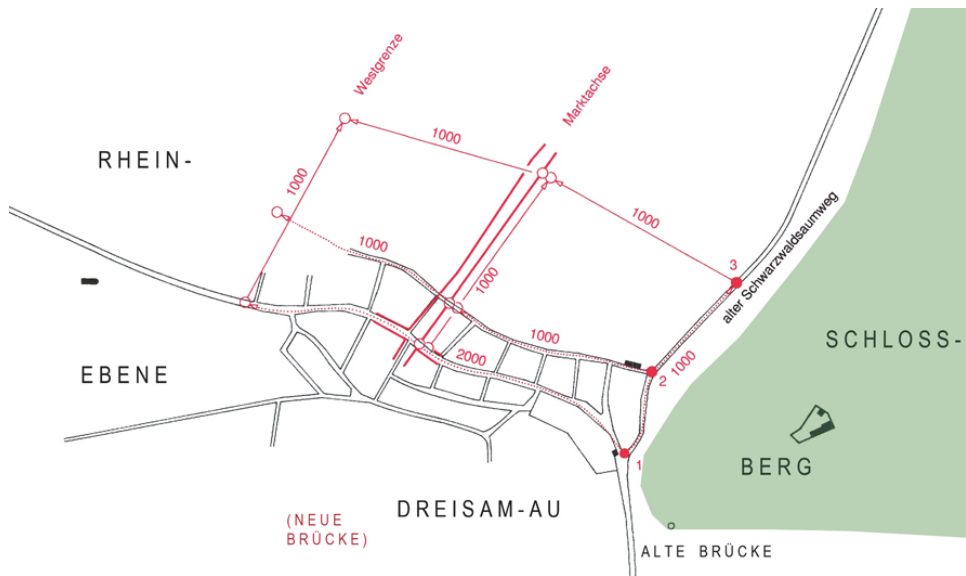 Westgrenze
Marktachse
1000
RHEIN-
1000
1000
alter Schwarzwaldsaumweg
1000
3
1000
1000
SCHLOSS-
EBENE
2000
2
1000
BERG
1
DREISAM-AU
(NEUE
BRÜCKE)
ALTE BRÜCKE